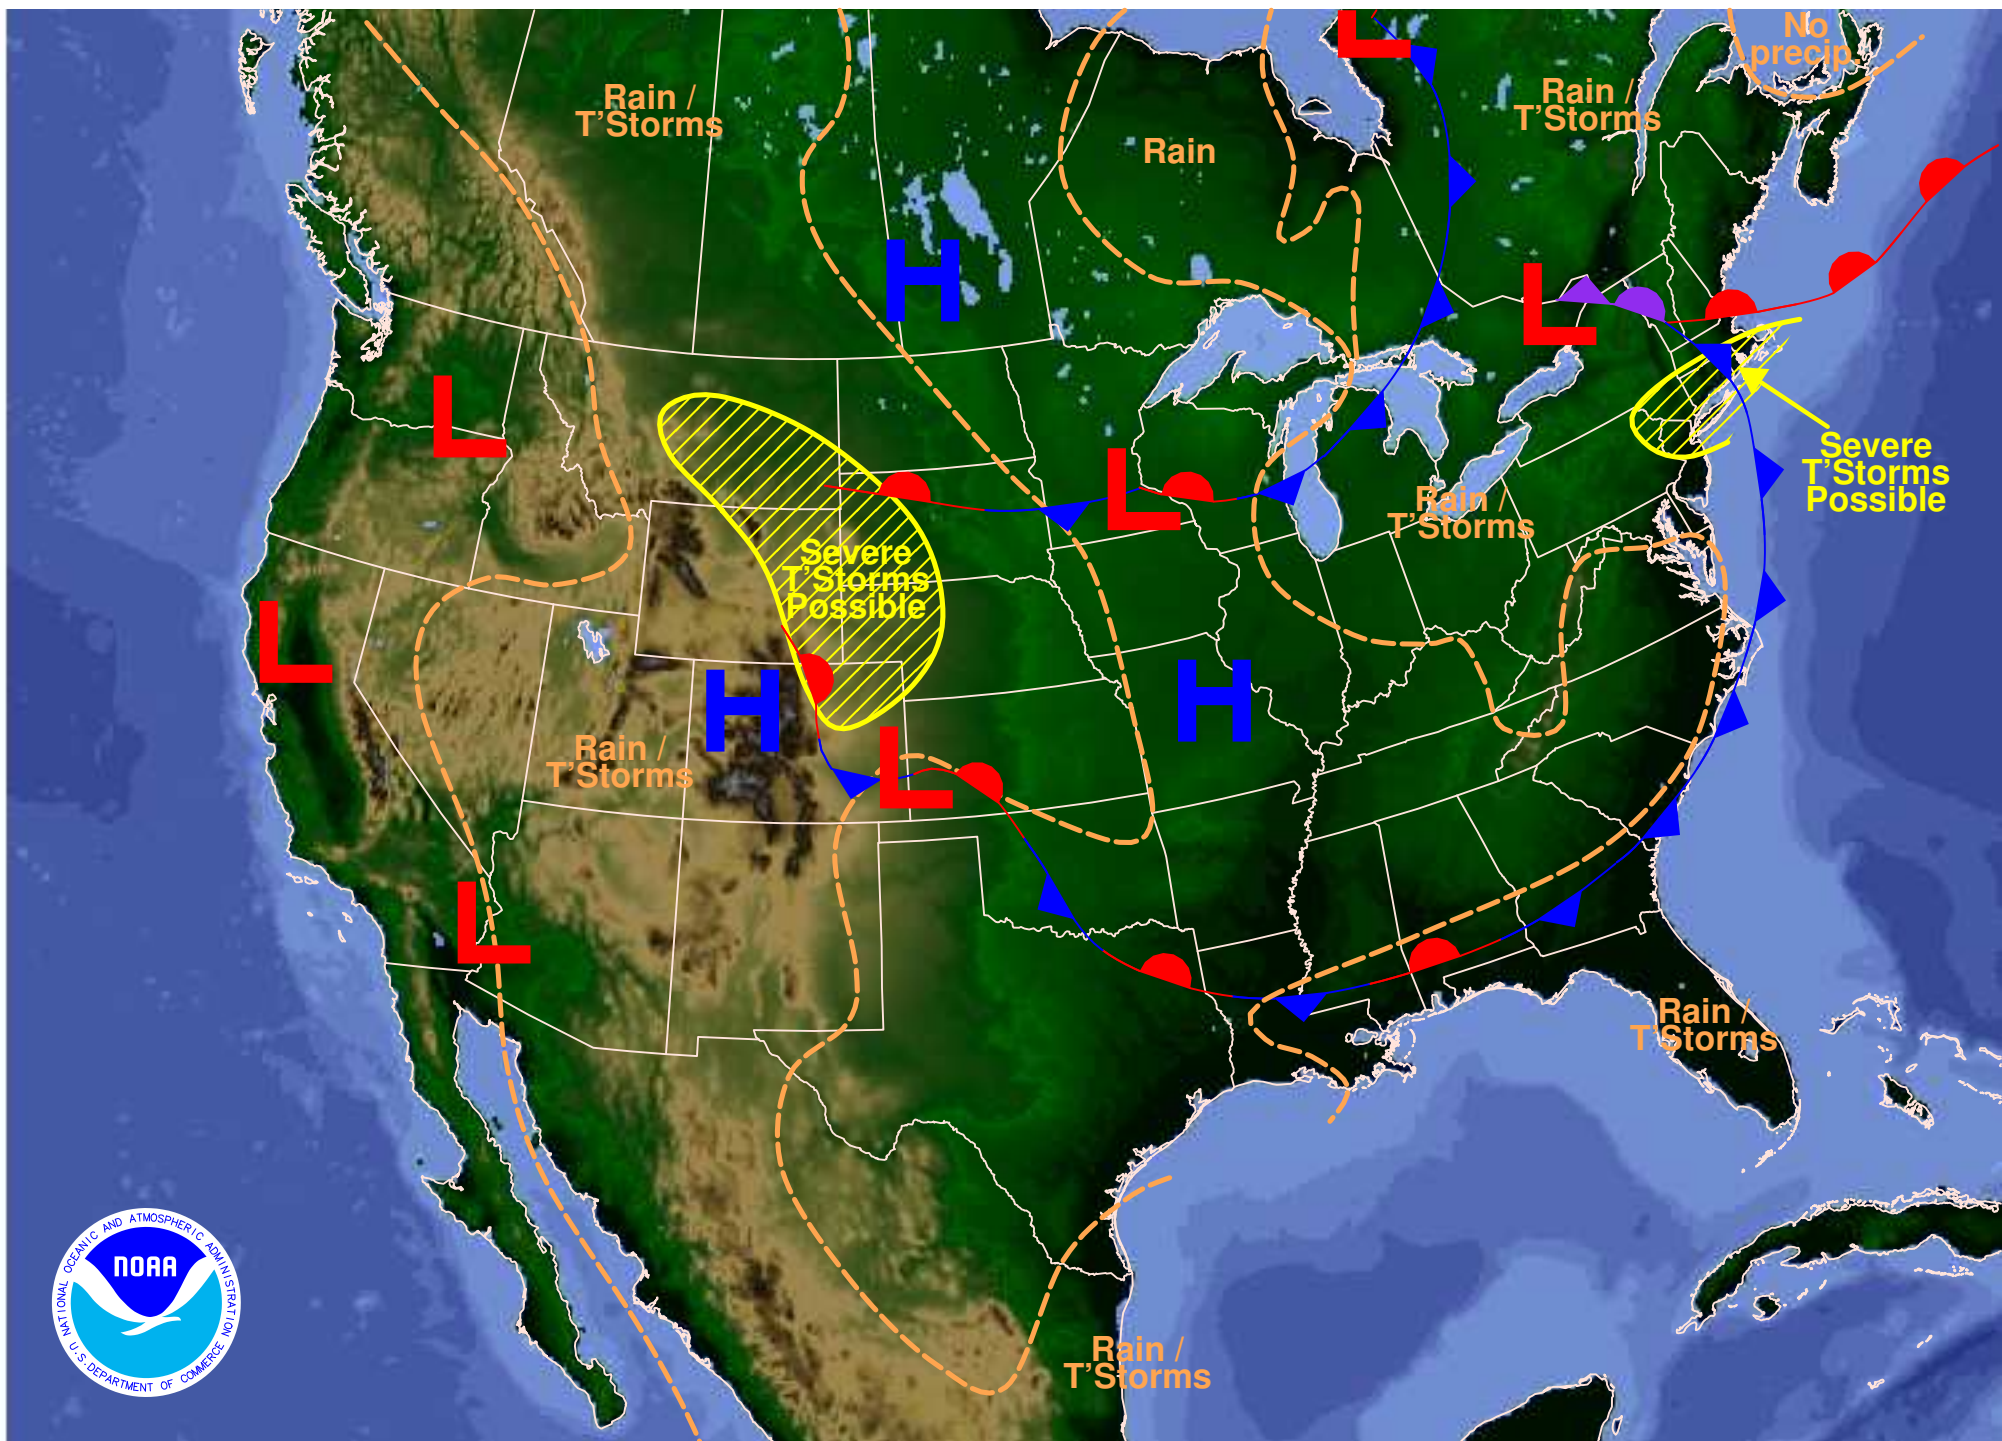 No
precip.
Rain /
T'Storms
Rain /
T'Storms
Rain
H
L
L
L
Severe
T'Storms
Possible
L
Rain /
T'Storms
Severe
T'Storms
Possible
L
H
H
Rain /
T'Storms
L
L
Rain /
T'Storms
NATIONAL OCEANIC AND ATMOSPHERIC ADMINISTRATION
NOAA
U.S. DEPARTMENT OF COMMERCE
Rain /
T'Storms